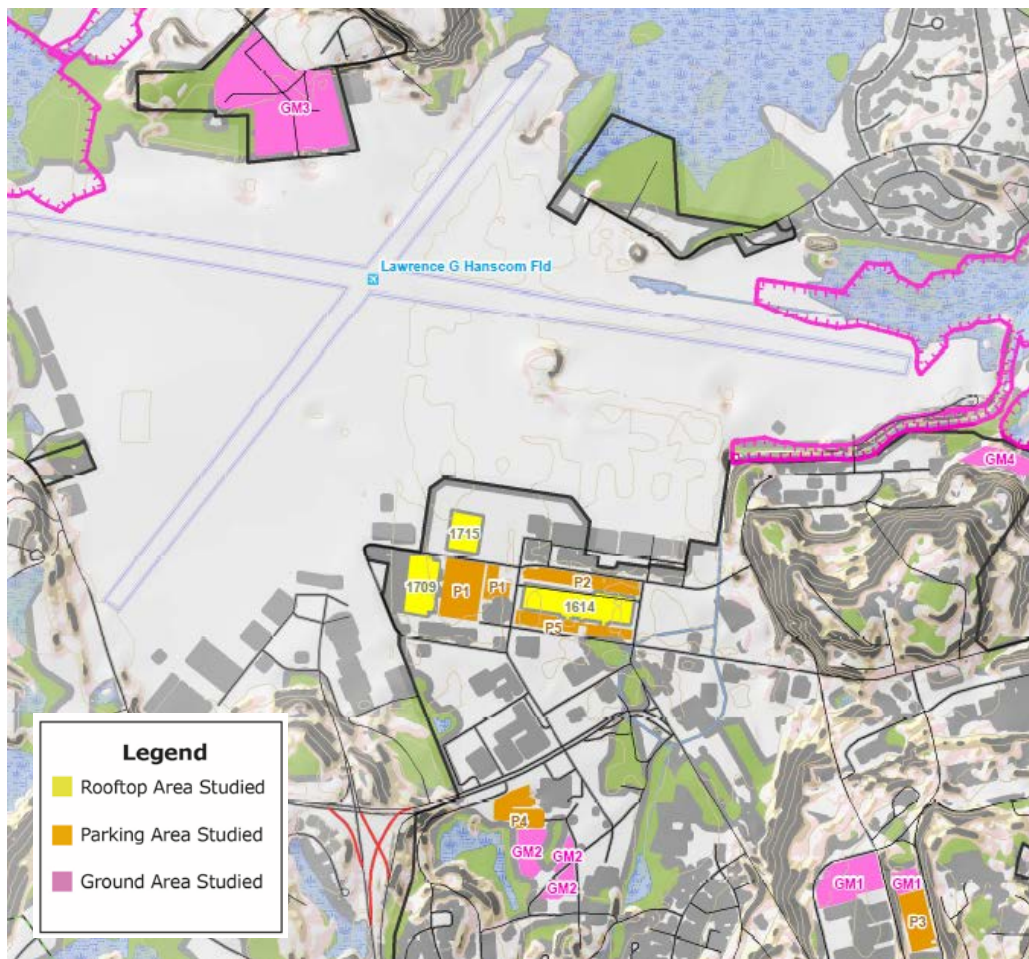 GM3
Lawrence G Hanscom Fld
GM4
1715
1709
P1
P1
P2
1614
P5
Legend
Rooftop Area Studied
Parking Area Studied
Ground Area Studied
P4
GM2
GM2
GM2
GM1
GM1
P3